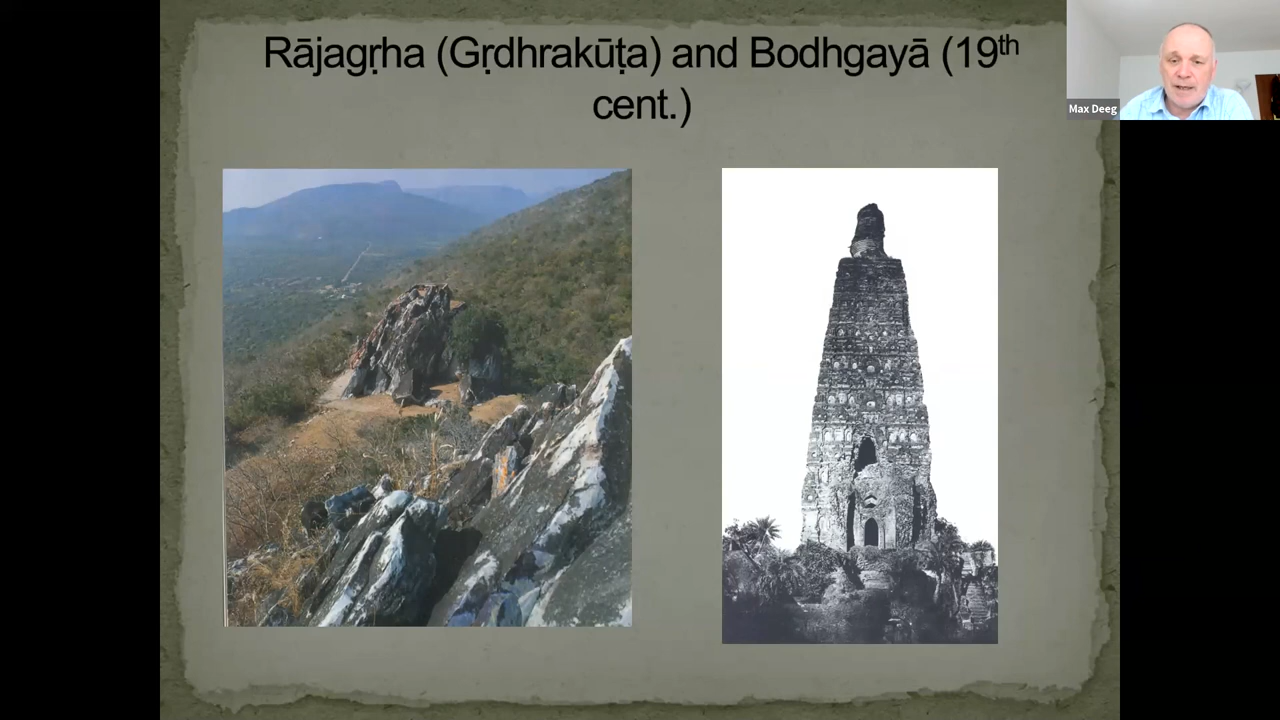 Rājagṛha (Gṛdhrakūṭa) and Bodhgayā (19th
cent.)
Max Deeg